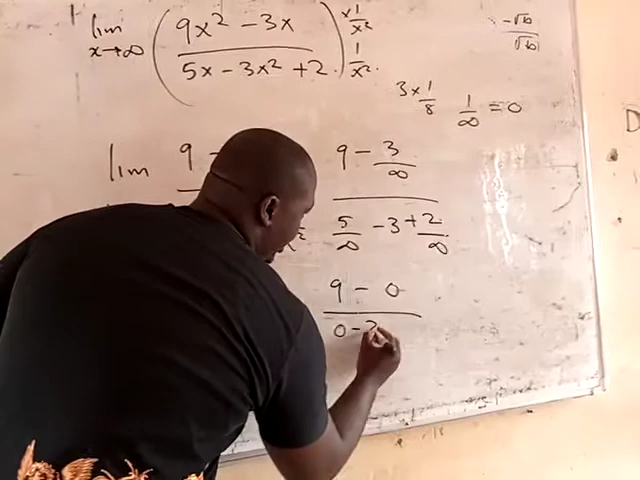 lim x→∞ (9x² - 3x / 5x - 3x² + 2) × 1/x² / 1/x²
-√10 / √10
3 × 1/8 1/∞ = 0
lim 9 - 9 - 3/∞
5/∞ - 3 + 2/∞
9 - 0
0 -